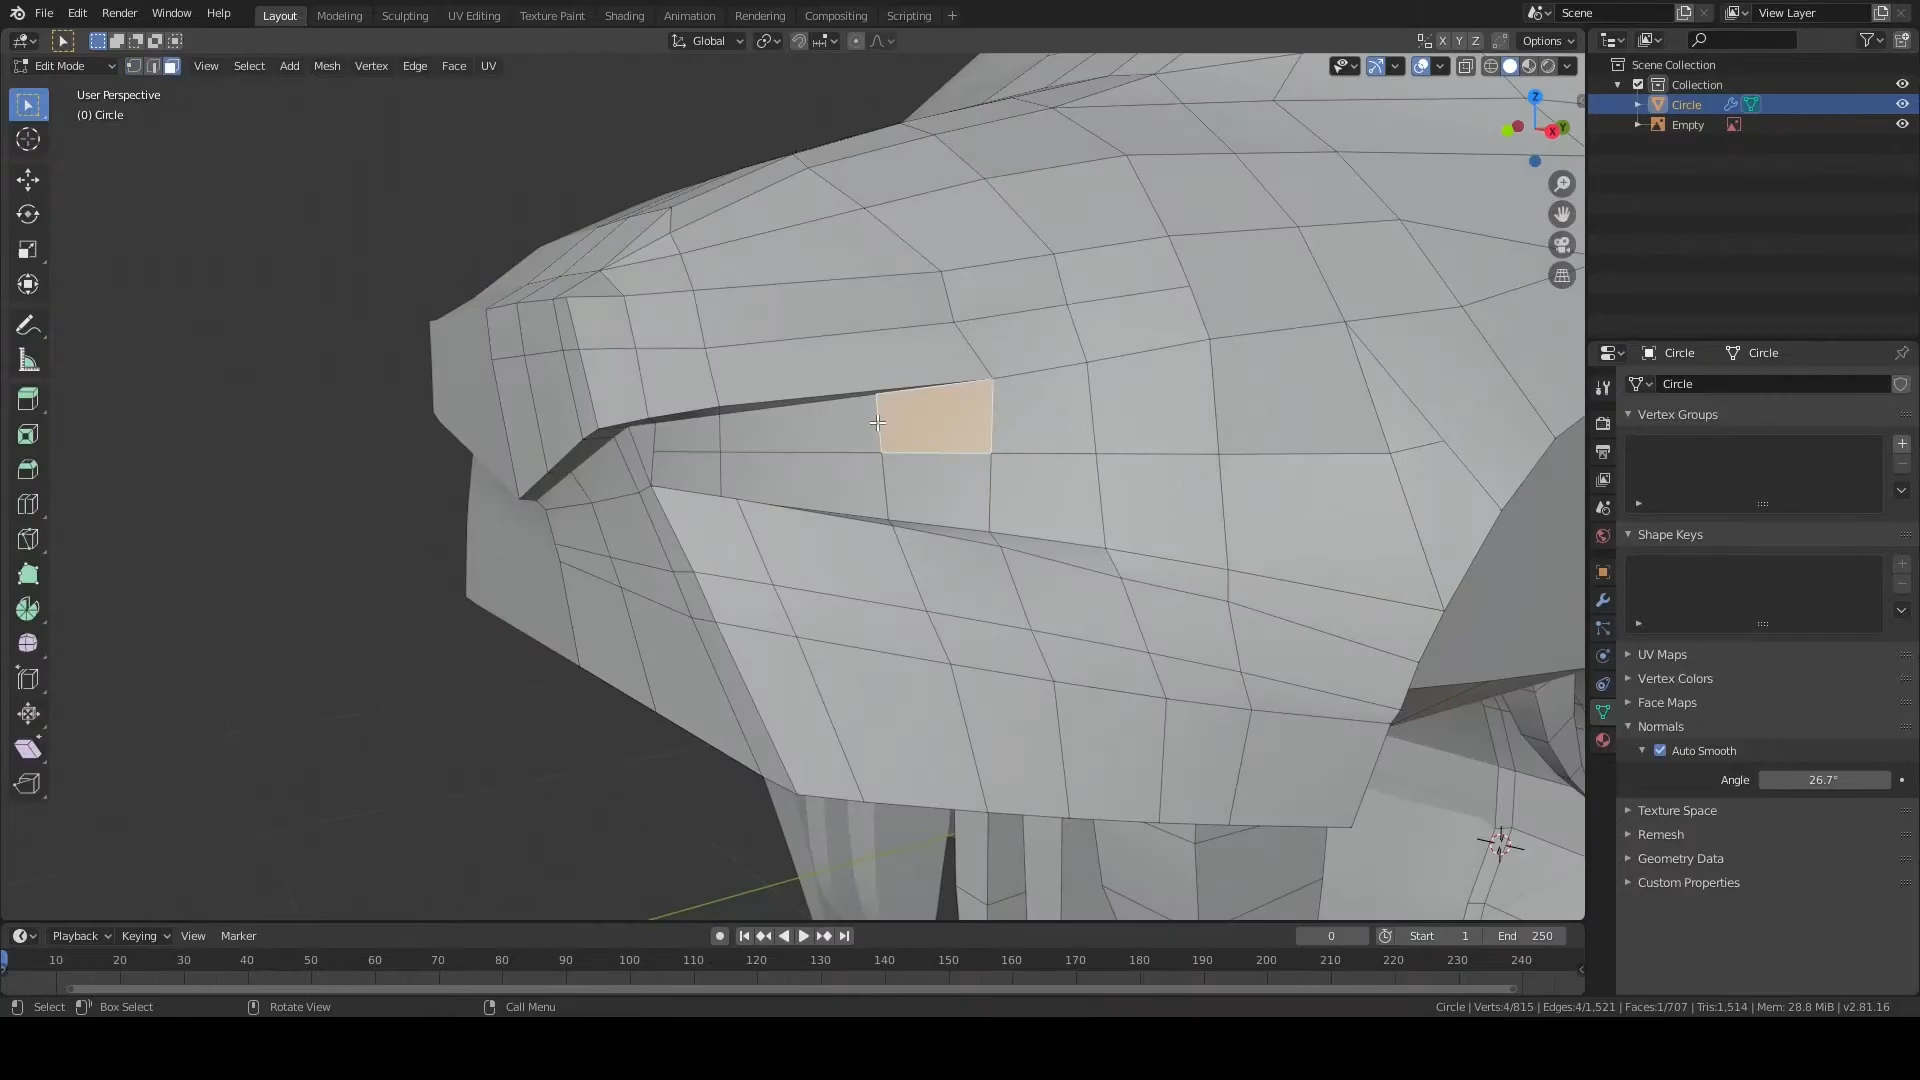 File Edit Render Window Help Layout Modeling Sculpting UV Editing Texture Paint Shading Animation Rendering Compositing Scripting + Scene View Layer
Global X Y Z Options
Edit Mode View Select Add Mesh Vertex Edge Face UV
User Perspective
(0) Circle
Z
X Y
Scene Collection
Collection
Circle
Empty
Circle Circle
Circle
Vertex Groups
Shape Keys
UV Maps
Vertex Colors
Face Maps
Normals
Auto Smooth
Angle 26.7°
Texture Space
Remesh
Geometry Data
Custom Properties
Playback Keying View Marker 0 Start 1 End 250
10 20 30 40 50 60 70 80 90 100 110 120 130 140 150 160 170 180 190 200 210 220 230 240
Select Box Select Rotate View Call Menu Circle | Verts:4/815 | Edges:4/1,521 | Faces:1/707 | Tris:1,514 | Mem: 28.8 MiB | v2.81.16